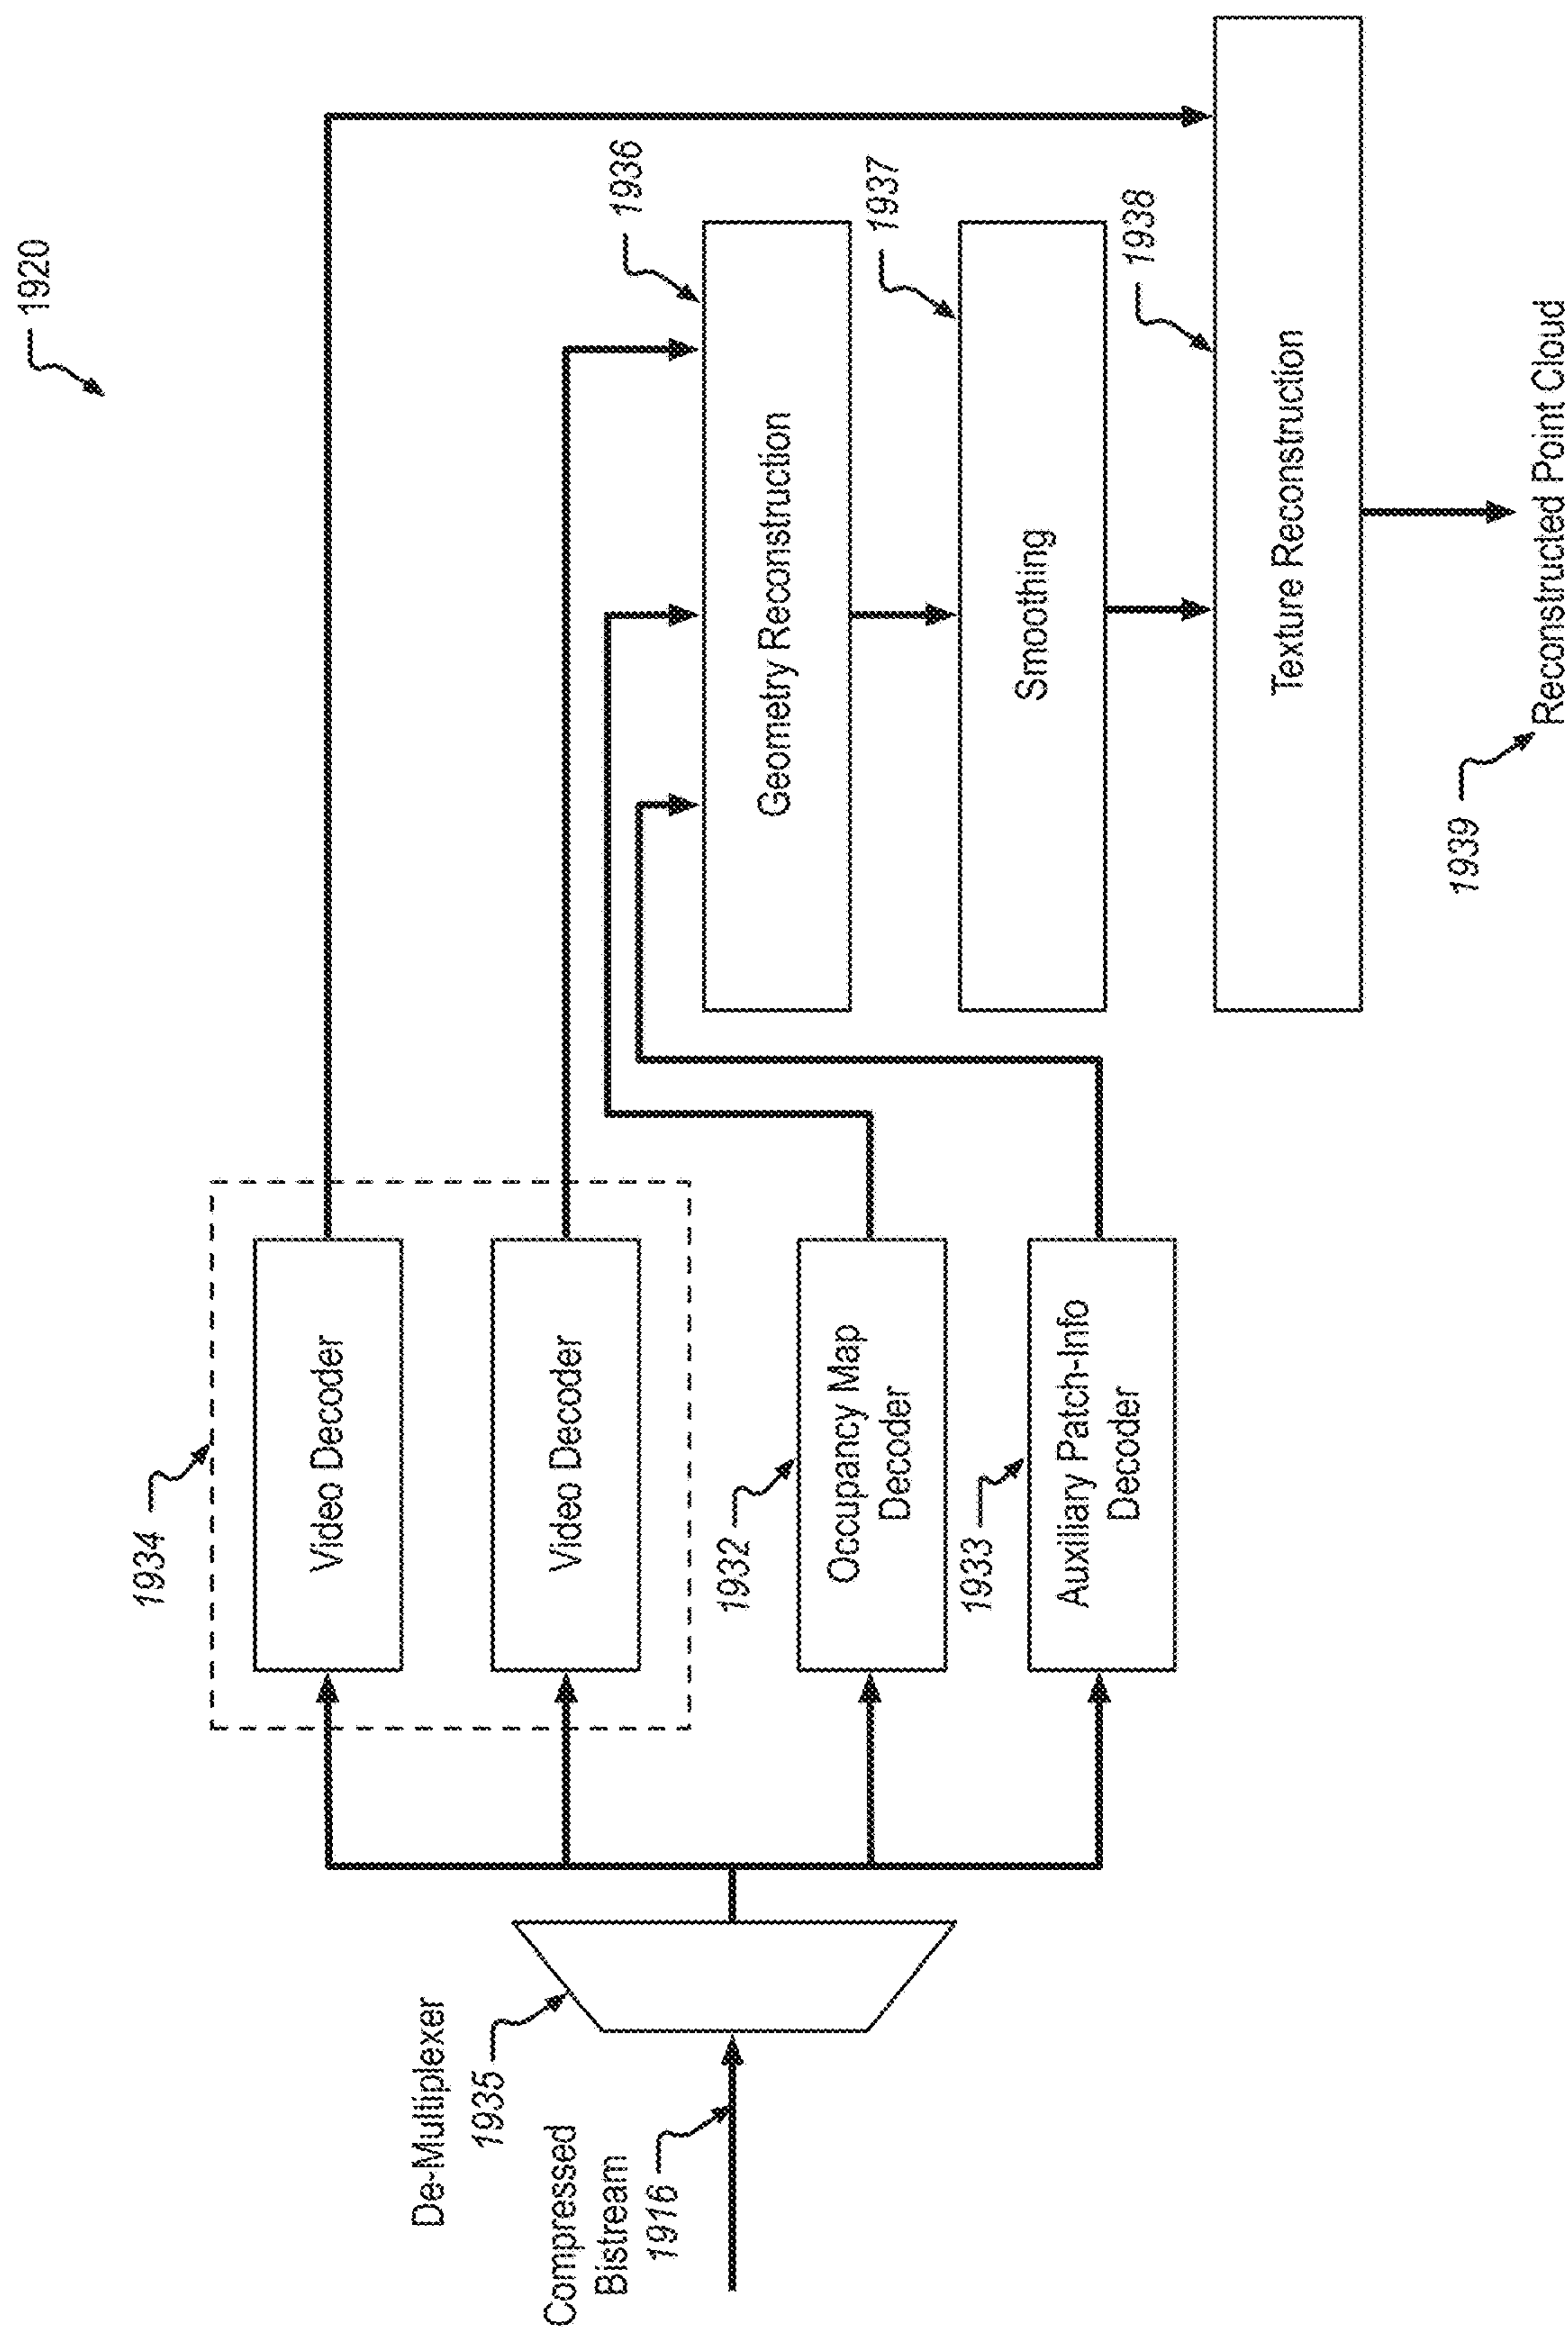 1920
De-Multiplexer
1935
Compressed
Bistream
1916
1934
Video Decoder
Video Decoder
1932
Occupancy Map
Decoder
1933
Auxiliary Patch-Info
Decoder
1936
Geometry Reconstruction
1937
Smoothing
1938
Texture Reconstruction
1939
Reconstructed Point Cloud